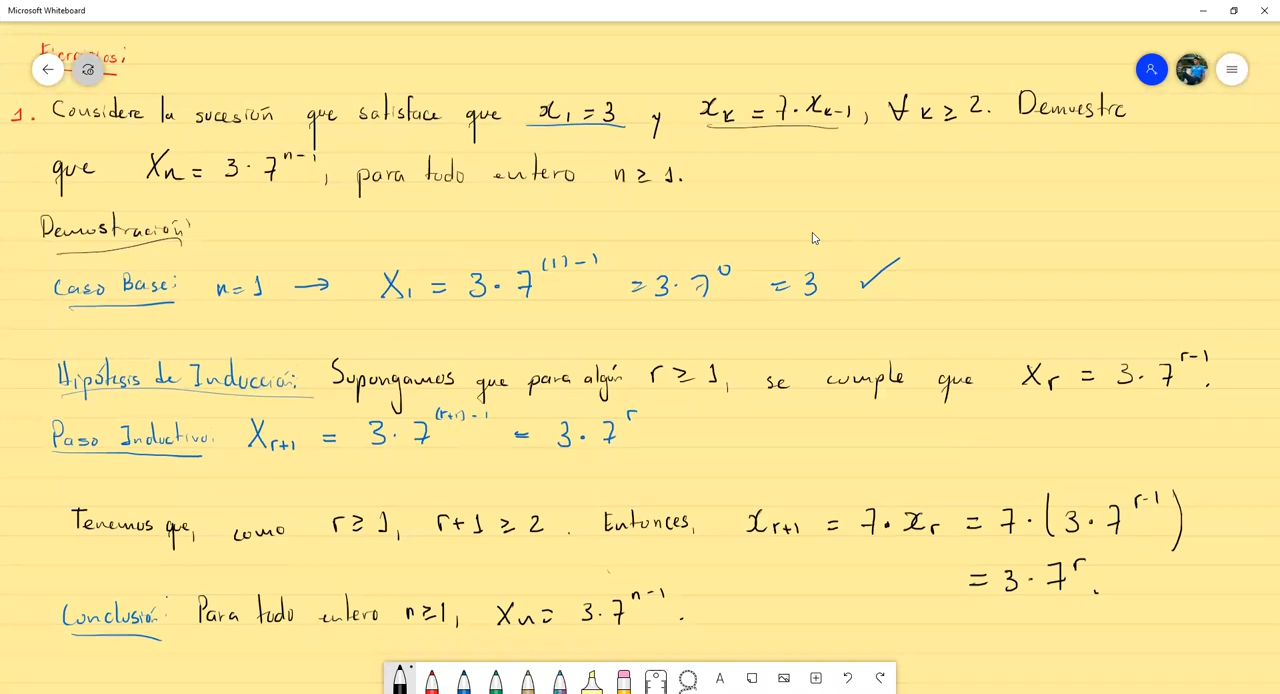 Microsoft Whiteboard
Ejercicios:
1. Considere la sucesión que satisface que x₁ = 3 y xₖ = 7·xₖ₋₁, ∀ k ≥ 2. Demuestre
que Xₙ = 3·7ⁿ⁻¹, para todo entero n ≥ 1.
Demostración:
Caso Base: n=1 → X₁ = 3·7⁽¹⁾⁻¹ = 3·7⁰ = 3 ✓
Hipótesis de Inducción: Supongamos que para algún r ≥ 1, se cumple que Xᵣ = 3·7ʳ⁻¹.
Paso Inductivo: Xᵣ₊₁ = 3·7⁽ʳ⁺¹⁾⁻¹ = 3·7ʳ
Tenemos que, como r ≥ 1, r+1 ≥ 2. Entonces, xᵣ₊₁ = 7·xᵣ = 7·(3·7ʳ⁻¹)
= 3·7ʳ.
Conclusión: Para todo entero n ≥ 1, Xₙ = 3·7ⁿ⁻¹.
A